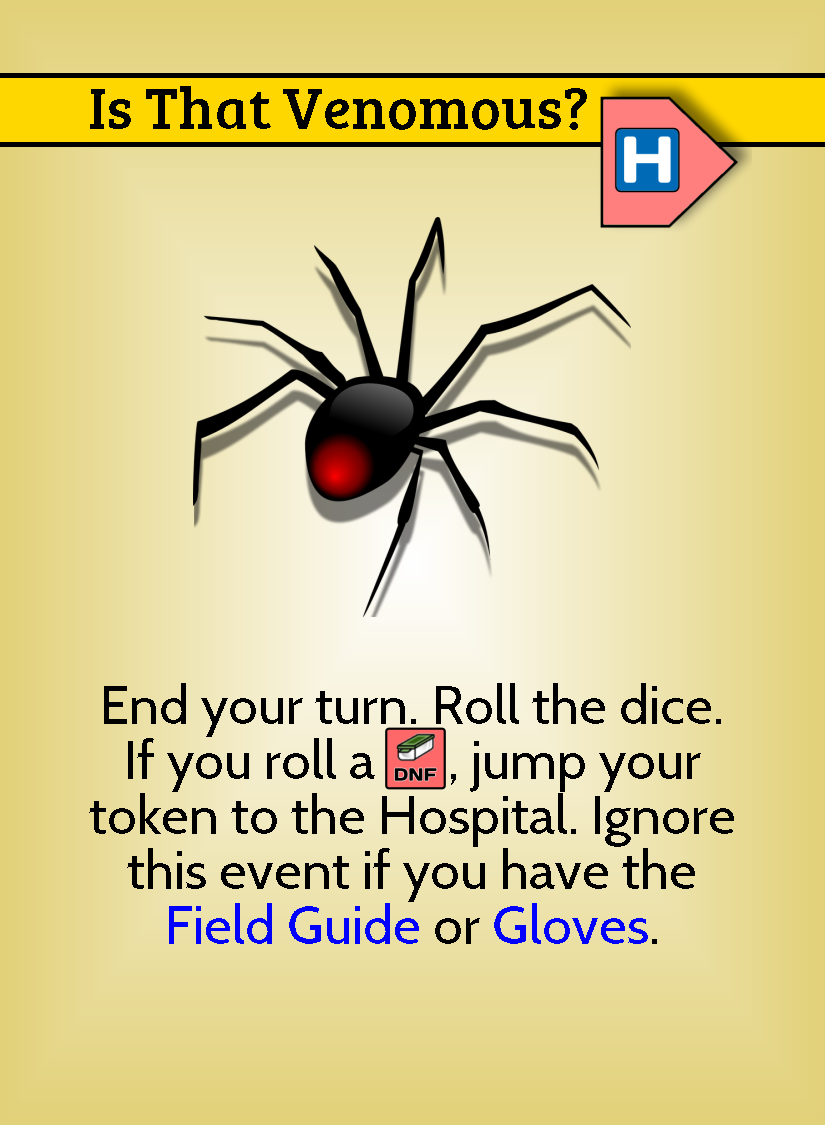 Is That Venomous?
H
End your turn. Roll the dice.
If you roll a DNF, jump your
token to the Hospital. Ignore
this event if you have the
Field Guide or Gloves.